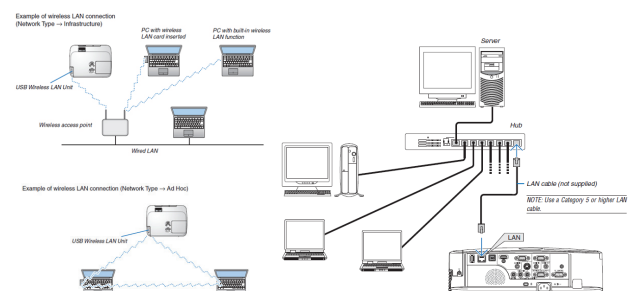 Example of wireless LAN connection
(Network Type → Infrastructure)
PC with wireless
LAN card inserted
PC with built-in wireless
LAN function
USB Wireless LAN Unit
Wireless access point
Wired LAN
Example of wireless LAN connection (Network Type → Ad Hoc)
USB Wireless LAN Unit
Server
Hub
LAN cable (not supplied)
NOTE: Use a Category 5 or higher LAN
cable.
LAN